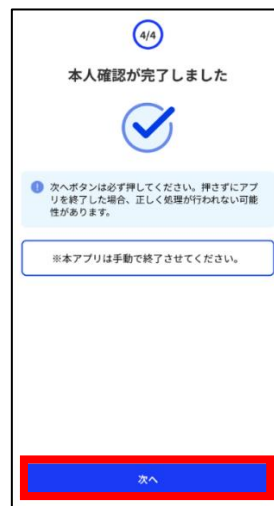 4/4
本人確認が完了しました
次へボタンは必ず押してください。押さずにアプ
リを終了した場合、正しく処理が行われない可能
性があります。
※本アプリは手動で終了させてください。
次へ